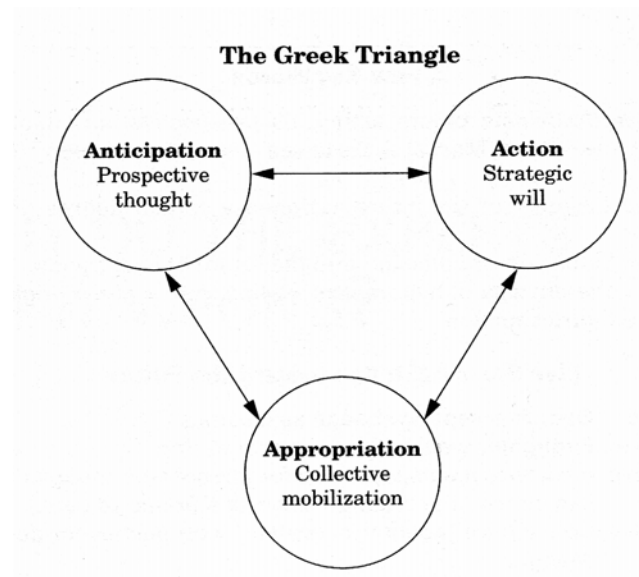 The Greek Triangle
Anticipation
Prospective
thought
Action
Strategic
will
Appropriation
Collective
mobilization